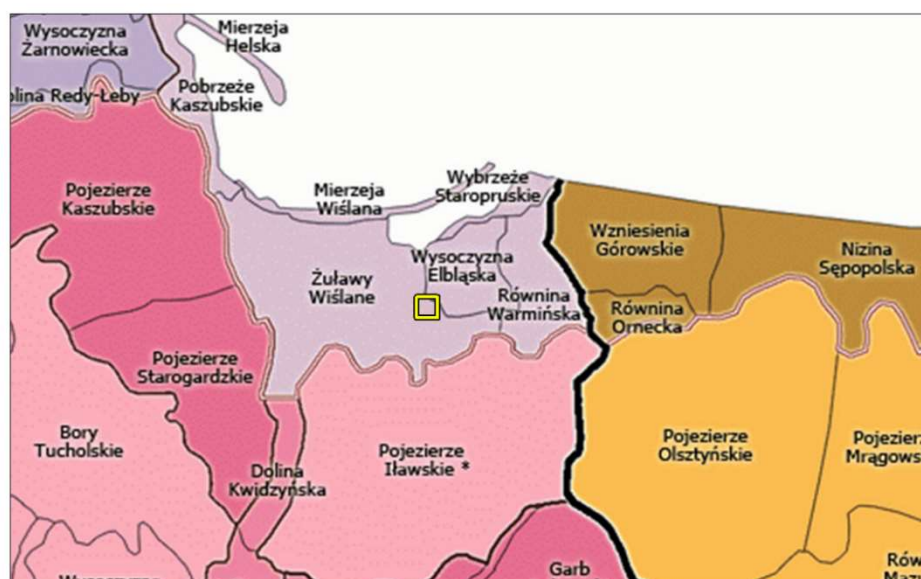 Mierzeja
Helska
Wysoczyzna
Żarnowiecka
Pobrzeże
Kaszubskie
olina Redy-Łeby
Pojezierze
Kaszubskie
Mierzeja
Wiślana
Wybrzeże
Staropruskie
Wzniesienia
Górowskie
Nizina
Sępopolska
Wysoczyzna
Elbląska
Żuławy
Wiślane
Równina
Warmińska
Równina
Ornecka
Pojezierze
Starogardzkie
Bory
Tucholskie
Pojezierze
Iławskie *
Pojezierze
Olsztyńskie
Pojezierz
Mrągows
Dolina
Kwidzyńska
Garb
Rów